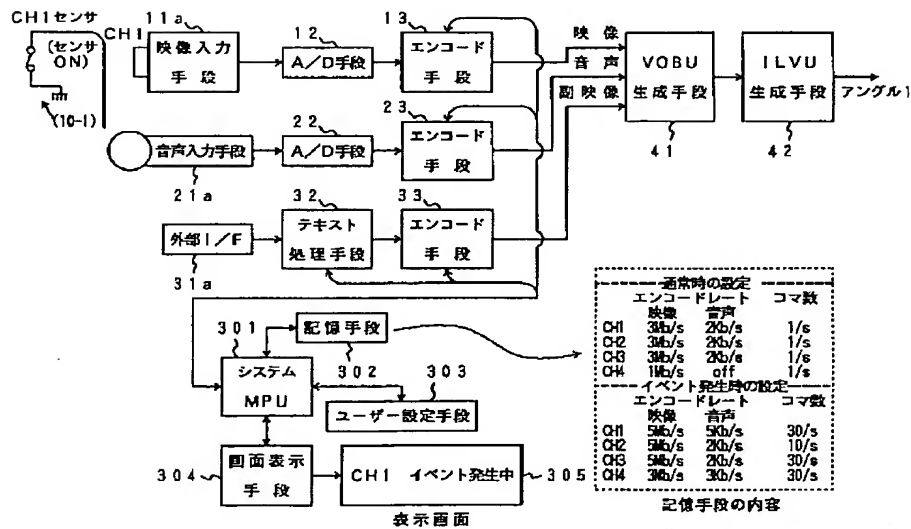 CH1センサ
(センサ
ON)
(10-1)
11a
CH1
映像入力
手段
12
A/D手段
13
エンコード
手段
映像
音声
副映像
VOBU
生成手段
41
ILVU
生成手段
42
アングル1
音声入力手段
21a
22
A/D手段
23
エンコード
手段
外部I/F
31a
32
テキスト
処理手段
33
エンコード
手段
301
システム
MPU
記憶手段
302
303
ユーザー設定手段
304
画面表示
手段
CH1 イベント発生中
305
表示画面
通常時の設定
エンコードレート コマ数
映像 音声
CH1 3Mb/s 2Kb/s 1/s
CH2 3Mb/s 2Kb/s 1/s
CH3 3Mb/s 2Kb/s 1/s
CH4 1Mb/s off 1/s
イベント発生時の設定
エンコードレート コマ数
映像 音声
CH1 5Mb/s 5Kb/s 30/s
CH2 5Mb/s 2Kb/s 10/s
CH3 5Mb/s 2Kb/s 30/s
CH4 3Mb/s 3Kb/s 30/s
記憶手段の内容